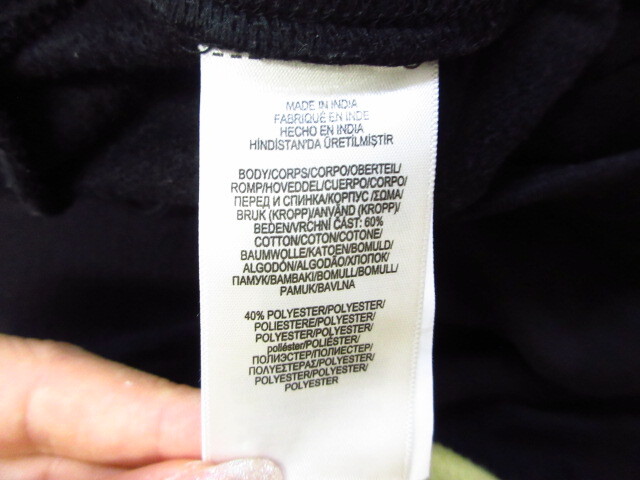 MADE IN INDIA
FABRIQUÉ EN INDE
HECHO EN INDIA
HİNDİSTAN'DA ÜRETİLMİŞTİR
BODY/CORPS/CORPO/OBERTEIL/
ROMP/HOVEDDEL/CUERPO/CORPO/
ПЕРЕД И СПИНКА/КОРПУС /ΣΩΜΑ/
BRUK (KROPP)/ANVÄND (KROPP)/
BEDEN/VRCHNÍ ČÁST: 60%
COTTON/COTON/COTONE/
BAUMWOLLE/KATOEN/BOMULD/
ALGODÓN/ALGODÃO/ХЛОПОК/
ПАМУК/ΒΑΜΒΑΚΙ/BOMULL/BOMULL/
PAMUK/BAVLNA
40% POLYESTER/POLYESTER/
POLIESTERE/POLYESTER/
POLYESTER/POLYESTER/
poliéster/POLIÉSTER/
ПОЛИЭСТЕР/ПОЛИЕСТЕР/
ΠΟΛΥΕΣΤΕΡΑΣ/POLYESTER/
POLYESTER/POLYESTER/
POLYESTER